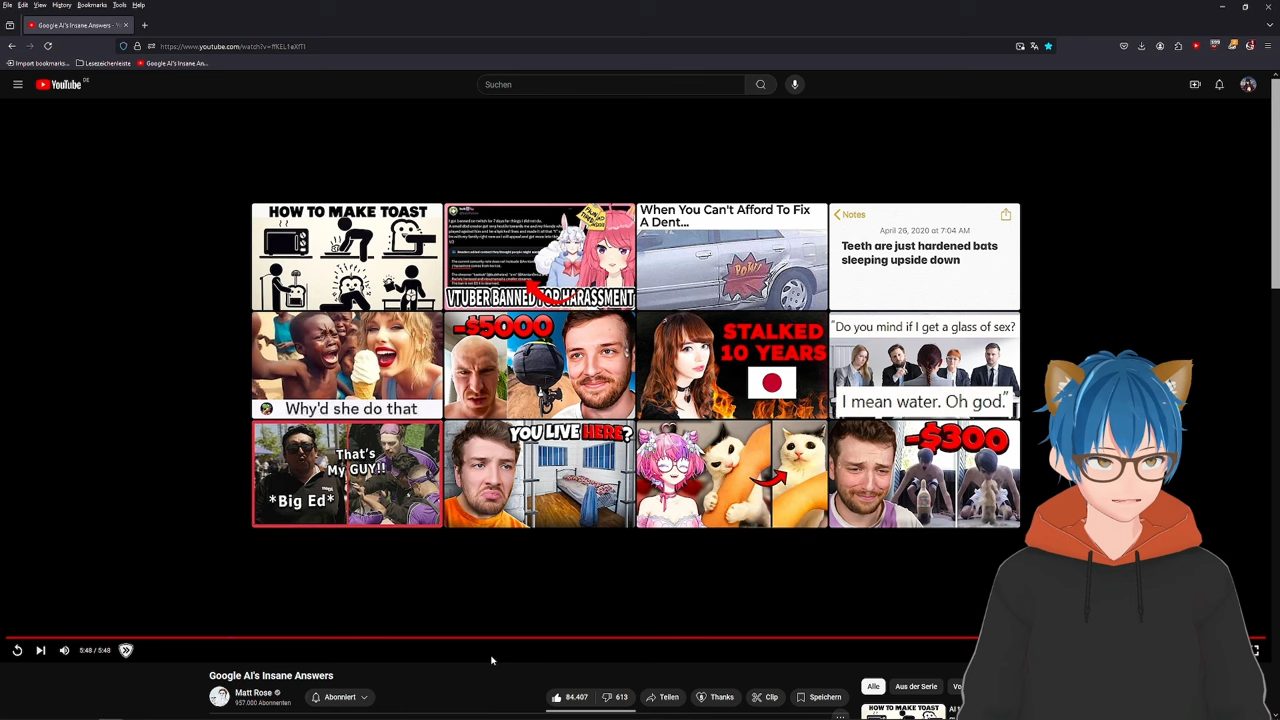 File Edit View History Bookmarks Tools Help
Google AI's Insane Answers - Yo
https://www.youtube.com/watch?v=
Import bookmarks... Lesezeichenleiste Google AI's Insane An...
YouTube DE
Suchen
HOW TO MAKE TOAST
VTUBER BANNED FOR HARASSMENT
When You Can't Afford To Fix
A Dent...
POW!
Notes
April 26, 2020 at 7:04 AM
Teeth are just hardened bats
sleeping upside down
Why'd she do that
-$5000
STALKED
10 YEARS
"Do you mind if I get a glass of sex?
I mean water. Oh god."
That's
My GUY!!
*Big Ed*
YOU LIVE HERE?
-$300
5:48 / 5:48
Google AI's Insane Answers
Matt Rose
957.000 Abonnenten
Abonniert
84.407 613 Teilen Thanks Clip Speichern
Alle Aus der Serie Vo
HOW TO MAKE TOAST